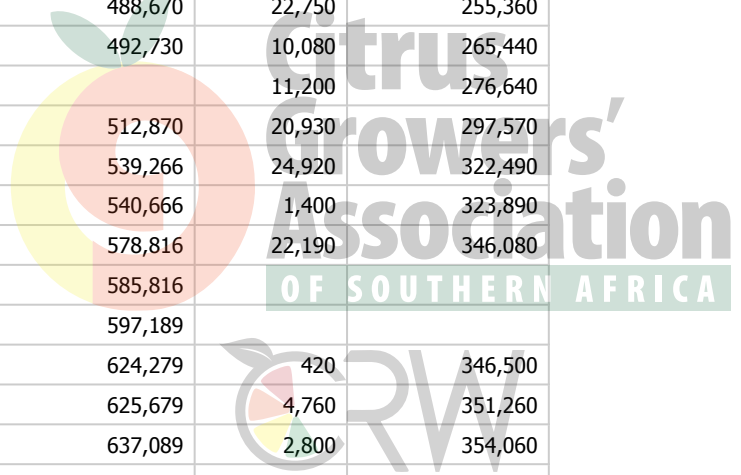 488,670 22,750 255,360
492,730 10,080 265,440
11,200 276,640
512,870 20,930 297,570
539,266 24,920 322,490
540,666 1,400 323,890
578,816 22,190 346,080
585,816
597,189
624,279 420 346,500
625,679 4,760 351,260
637,089 2,800 354,060
Citrus
Growers'
Association
OF SOUTHERN AFRICA
CRW